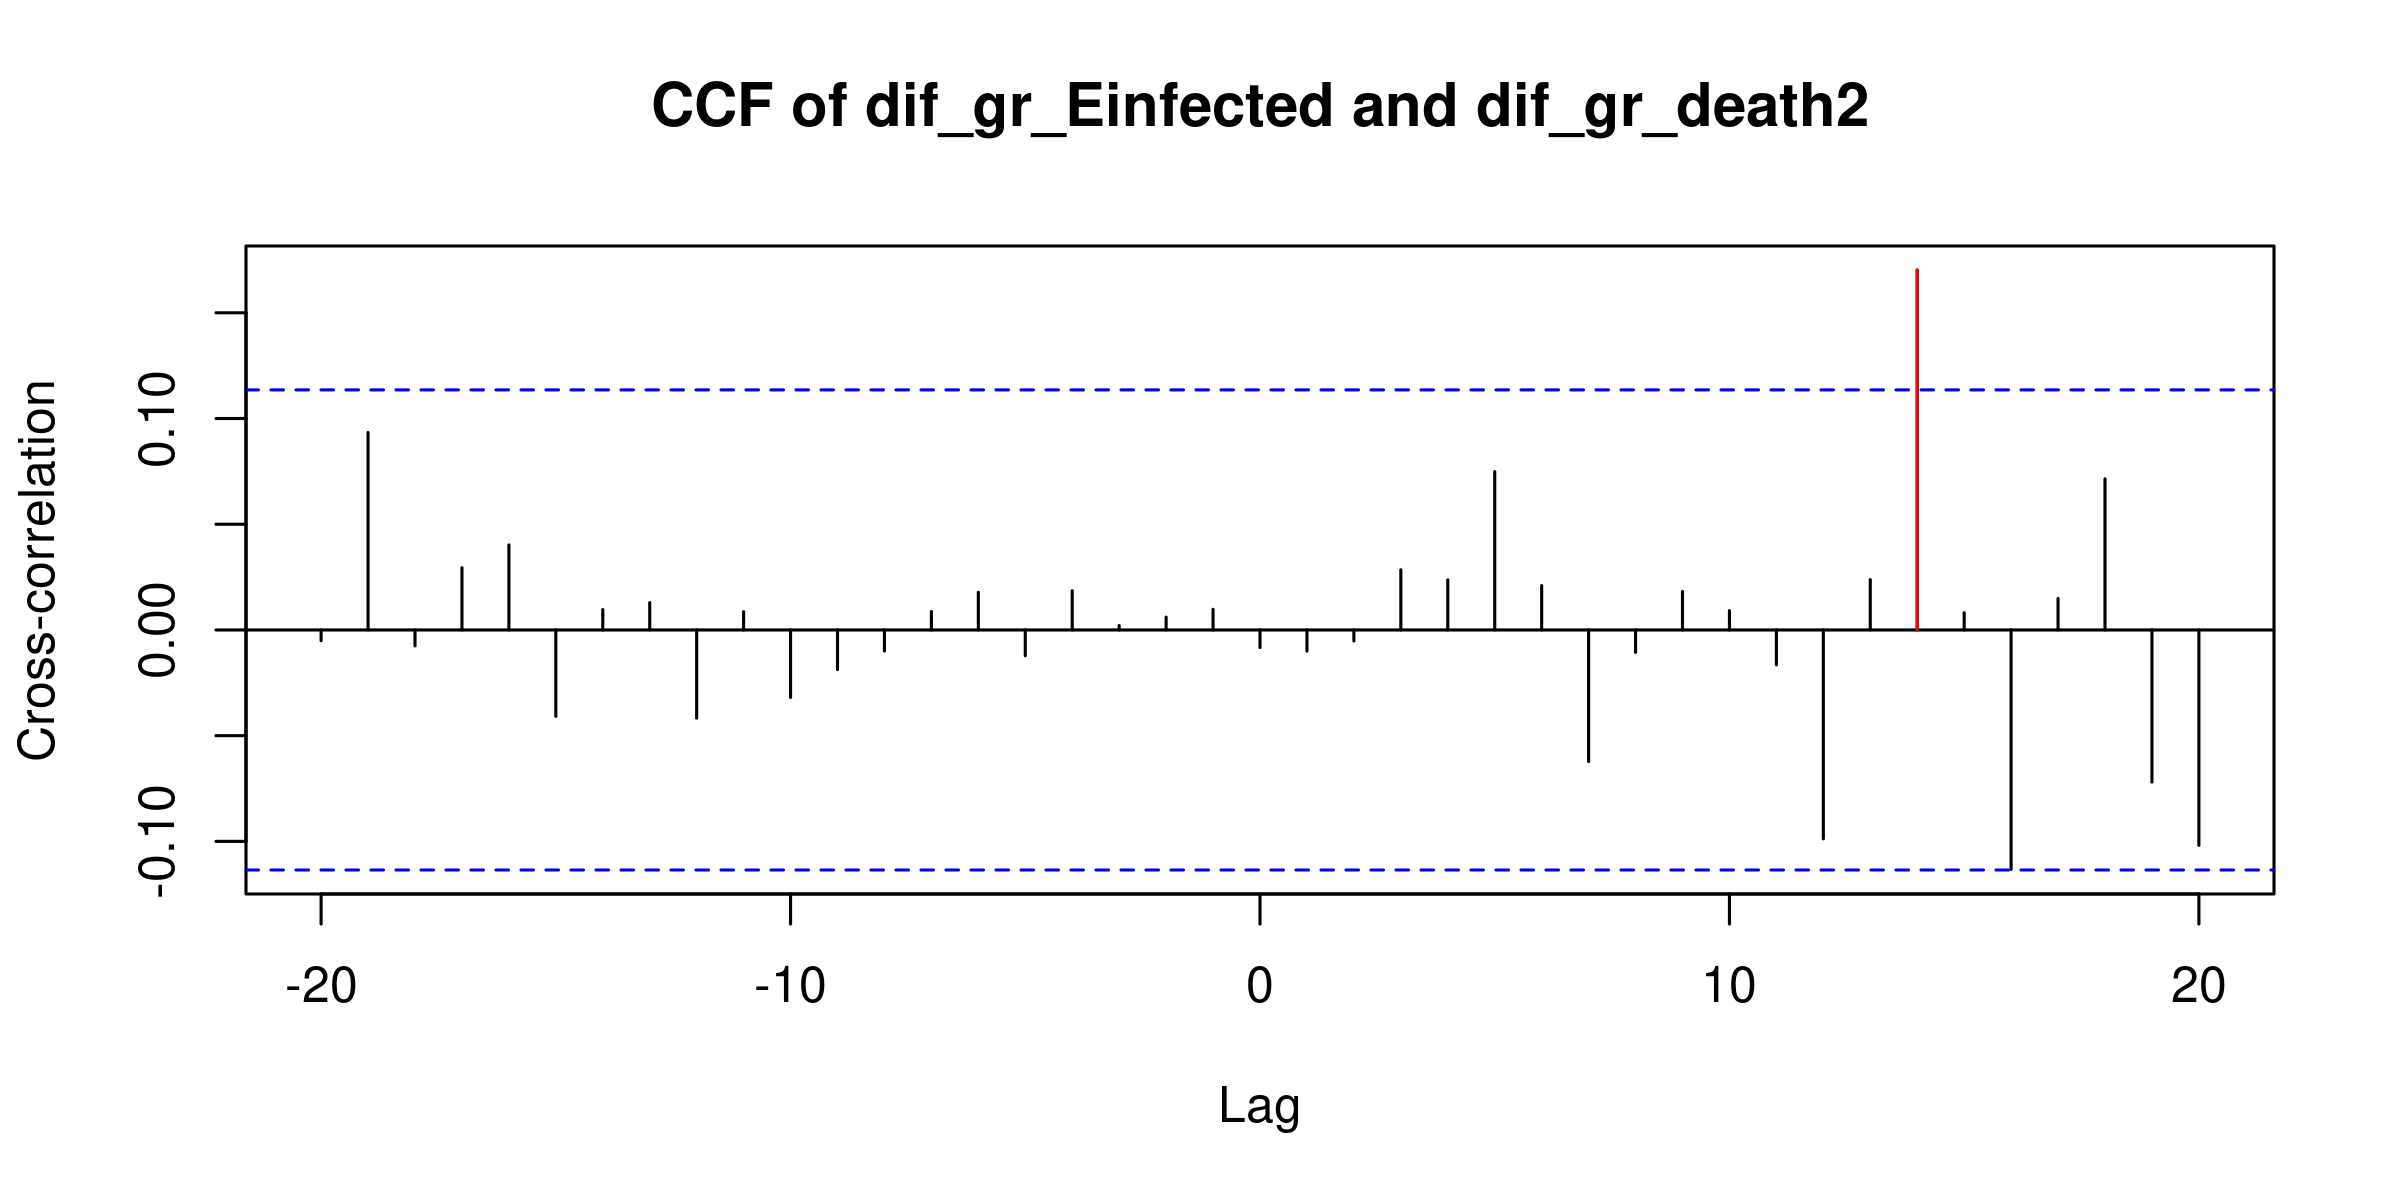 CCF of dif_gr_Einfected and dif_gr_death2
Cross-correlation
0.10
0.00
-0.10
-20 -10 0 10 20
Lag